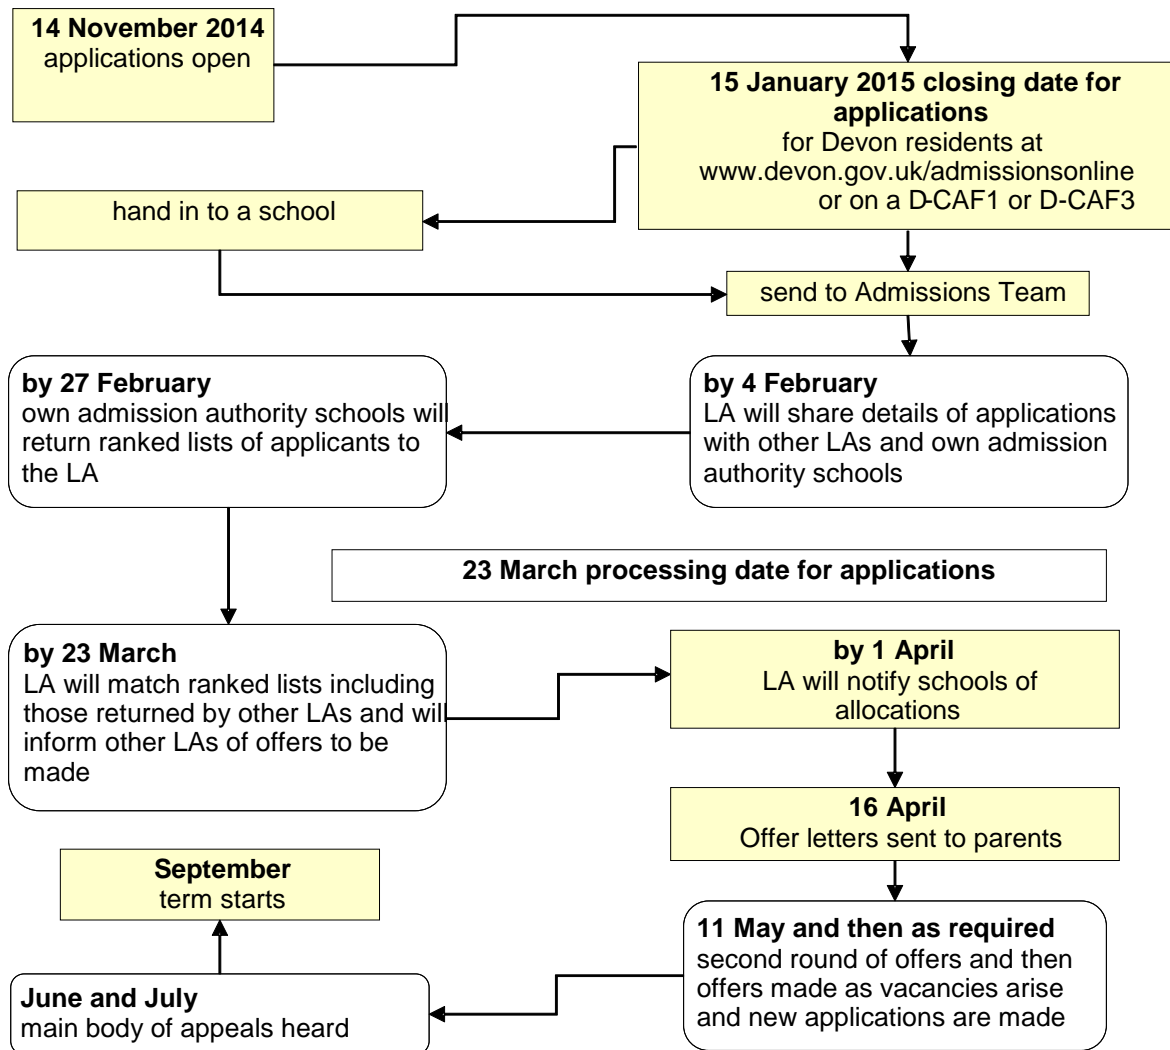 14 November 2014
applications open
15 January 2015 closing date for
applications
for Devon residents at
www.devon.gov.uk/admissionsonline
or on a D-CAF1 or D-CAF3
hand in to a school
send to Admissions Team
by 4 February
LA will share details of applications
with other LAs and own admission
authority schools
by 27 February
own admission authority schools will
return ranked lists of applicants to
the LA
23 March processing date for applications
by 23 March
LA will match ranked lists including
those returned by other LAs and will
inform other LAs of offers to be
made
by 1 April
LA will notify schools of
allocations
16 April
Offer letters sent to parents
11 May and then as required
second round of offers and then
offers made as vacancies arise
and new applications are made
June and July
main body of appeals heard
September
term starts